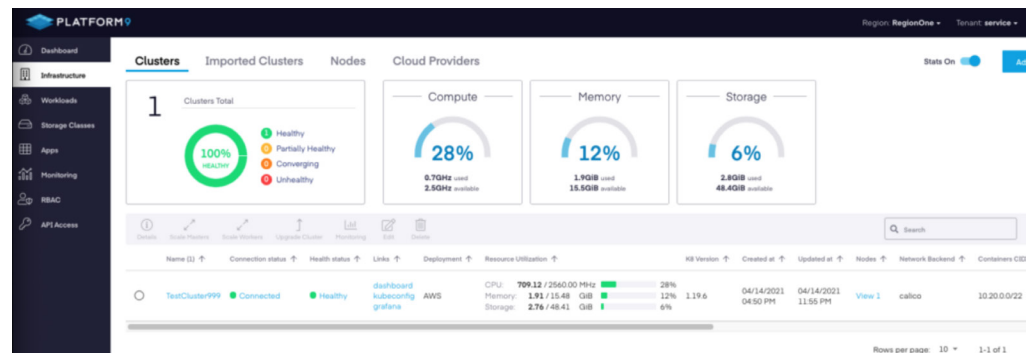 PLATFORM9
Region: RegionOne
Tenant: service
Dashboard
Infrastructure
Workloads
Storage Classes
Apps
Monitoring
RBAC
API Access
Clusters
Imported Clusters
Nodes
Cloud Providers
Stats On
1
Clusters Total
100%
HEALTHY
1 Healthy
0 Partially Healthy
0 Converging
0 Unhealthy
Compute
28%
0.7GHz used
2.5GHz available
Memory
12%
1.9GiB used
15.5GiB available
Storage
6%
2.8GiB used
48.4GiB available
Details
Scale Masters
Scale Workers
Upgrade Cluster
Monitoring
Edit
Delete
Search
Name (1) Connection status Health status Links Deployment Resource Utilization K8 Version Created at Updated at Nodes Network Backend Containers CID
TestCluster999 Connected Healthy
dashboard
kubeconfig
grafana
AWS
CPU: 709.12 / 2560.00 MHz 28%
Memory: 1.91 / 15.48 GiB 12%
Storage: 2.76 / 48.41 GiB 6%
1.19.6
04/14/2021
04:50 PM
04/14/2021
11:55 PM
View 1
calico
10.20.0.0/22
Rows per page: 10 1-1 of 1